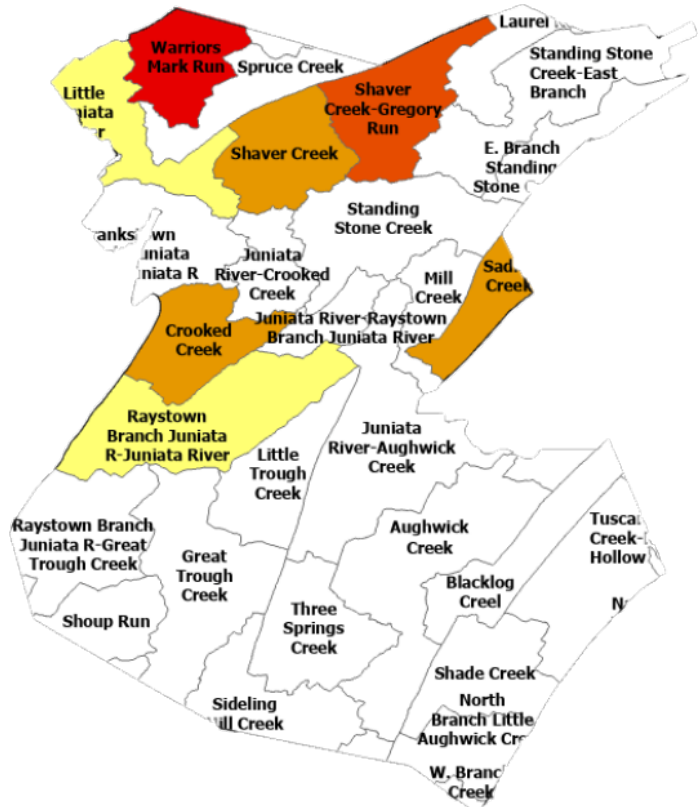 Laurel
Warriors
Mark Run
Spruce Creek
Standing Stone
Creek-East
Branch
Little
Shaver
Creek-Gregory
Run
Shaver Creek
E. Branch
Standing
Stone
Standing
Stone Creek
Juniata
River-Crooked
Creek
Mill
Creek
Creek
Crooked
Creek
Juniata River-Raystown
Branch Juniata River
Raystown
Branch Juniata
R-Juniata River
Little
Trough
Creek
Juniata
River-Aughwick
Creek
Raystown Branch
Juniata R-Great
Trough Creek
Great
Trough
Creek
Aughwick
Creek
Creek-
Hollow
Blacklog
Creel
Shoup Run
Three
Springs
Creek
Shade Creek
Sideling
Creek
North
Branch Little
Aughwick
W.
Creek